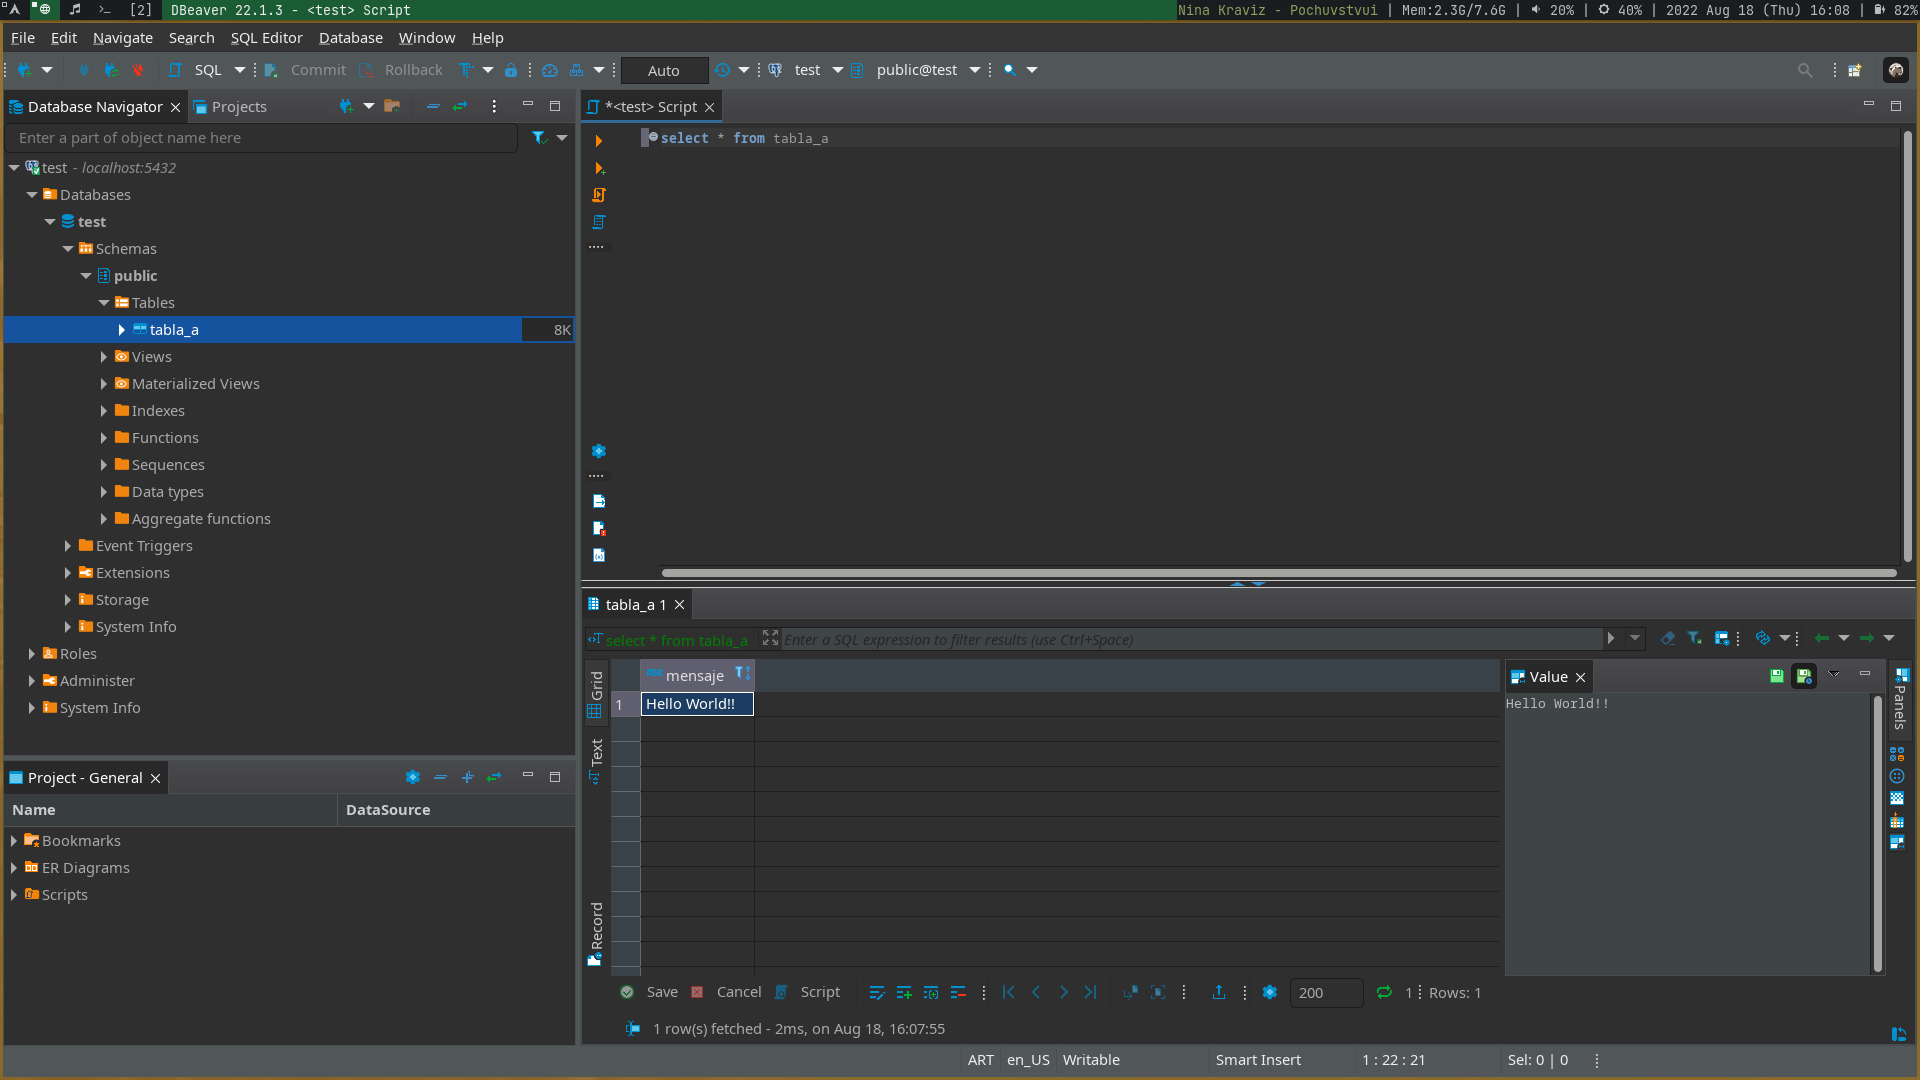 [2] DBeaver 22.1.3 - <test> Script Nina Kraviz - Pochuvstvui | Mem:2.3G/7.6G | 20% | 40% | 2022 Aug 18 (Thu) 16:08 | 82%
File Edit Navigate Search SQL Editor Database Window Help
SQL Commit Rollback Auto test public@test
Database Navigator Projects
*<test> Script
Enter a part of object name here
select * from tabla_a
test - localhost:5432
Databases
test
Schemas
public
Tables
tabla_a 8K
Views
Materialized Views
Indexes
Functions
Sequences
Data types
Aggregate functions
Event Triggers
Extensions
Storage
System Info
Roles
Administer
System Info
Project - General
Name DataSource
Bookmarks
ER Diagrams
Scripts
tabla_a 1
select * from tabla_a Enter a SQL expression to filter results (use Ctrl+Space)
Grid
Text
Record
mensaje
1 Hello World!!
Value
Hello World!!
Panels
Save Cancel Script 200 1 Rows: 1
1 row(s) fetched - 2ms, on Aug 18, 16:07:55
ART en_US Writable Smart Insert 1 : 22 : 21 Sel: 0 | 0